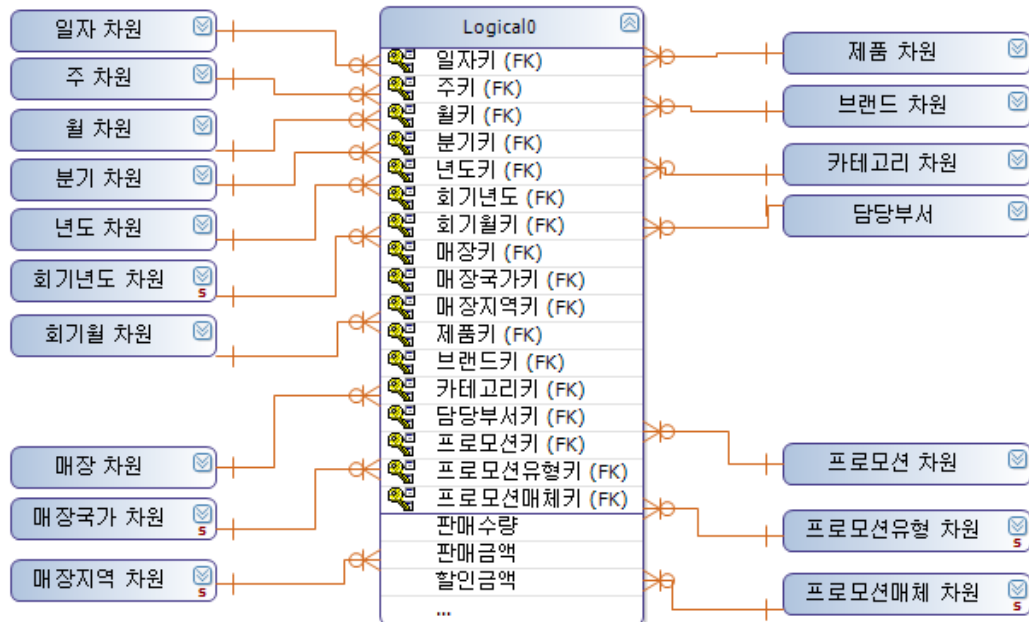 일자 차원
주 차원
월 차원
분기 차원
년도 차원
회기년도 차원
S
회기월 차원
매장 차원
매장국가 차원
S
매장지역 차원
S
Logical0
일자키 (FK)
주키 (FK)
월키 (FK)
분기키 (FK)
년도키 (FK)
회기년도 (FK)
회기월키 (FK)
매장키 (FK)
매장국가키 (FK)
매장지역키 (FK)
제품키 (FK)
브랜드키 (FK)
카테고리키 (FK)
담당부서키 (FK)
프로모션키 (FK)
프로모션유형키 (FK)
프로모션매체키 (FK)
판매수량
판매금액
할인금액
...
제품 차원
브랜드 차원
카테고리 차원
담당부서
프로모션 차원
프로모션유형 차원
S
프로모션매체 차원
S